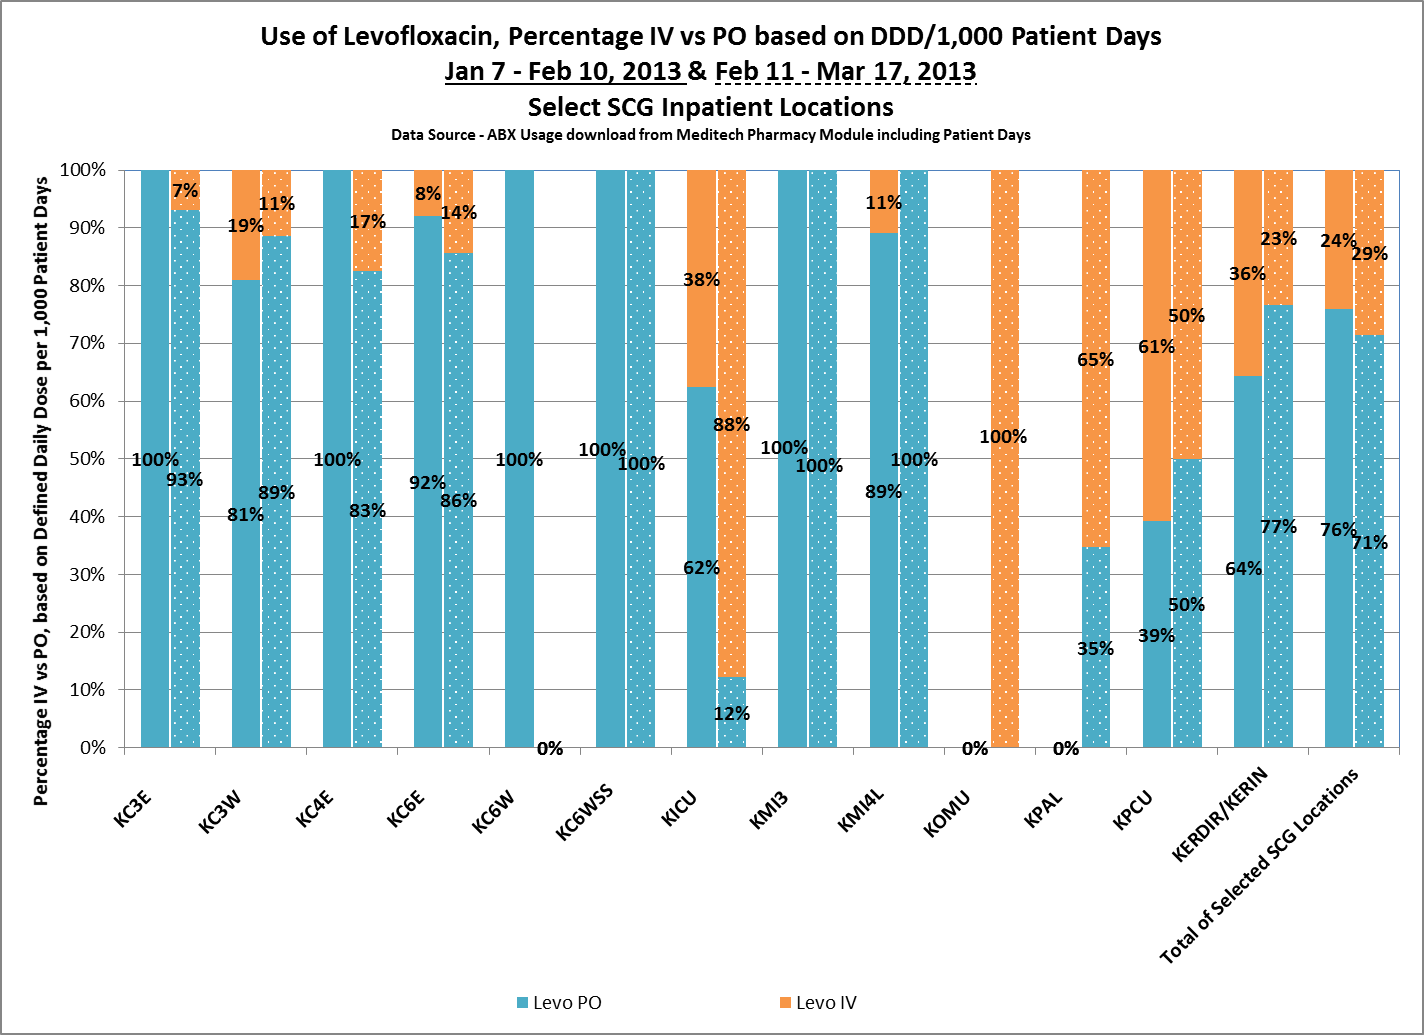 Use of Levofloxacin, Percentage IV vs PO based on DDD/1,000 Patient Days
Jan 7 - Feb 10, 2013 & Feb 11 - Mar 17, 2013
Select SCG Inpatient Locations
Data Source - ABX Usage download from Meditech Pharmacy Module including Patient Days
Percentage IV vs PO, based on Defined Daily Dose per 1,000 Patient Days
100%
90%
80%
70%
60%
50%
40%
30%
20%
10%
0%
100%
7%
93%
19%
81%
11%
89%
100%
17%
83%
8%
92%
14%
86%
100%
0%
100%
100%
38%
62%
88%
12%
100%
100%
11%
89%
100%
0%
100%
0%
65%
35%
61%
39%
50%
50%
36%
64%
23%
77%
24%
76%
29%
71%
KC3E
KC3W
KC4E
KC6E
KC6W
KC6WSS
KICU
KMI3
KMI4L
KOMU
KPAL
KPCU
KERDIR/KERIN
Total of Selected SCG Locations
Levo PO
Levo IV